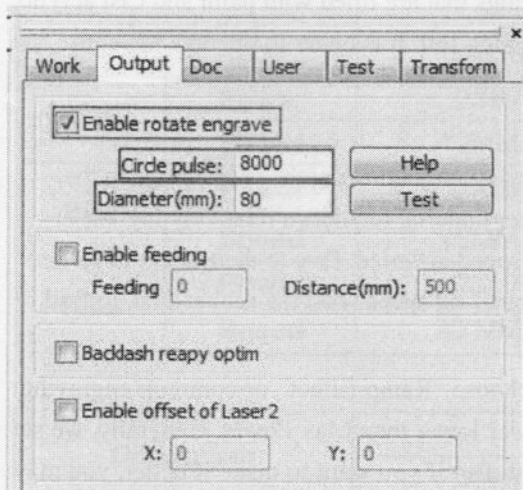 ×
Work Output Doc User Test Transform
Enable rotate engrave
Circle pulse: 8000 Help
Diameter(mm): 80 Test
Enable feeding
Feeding 0 Distance(mm): 500
Backlash reapy optim
Enable offset of Laser2
X: 0 Y: 0